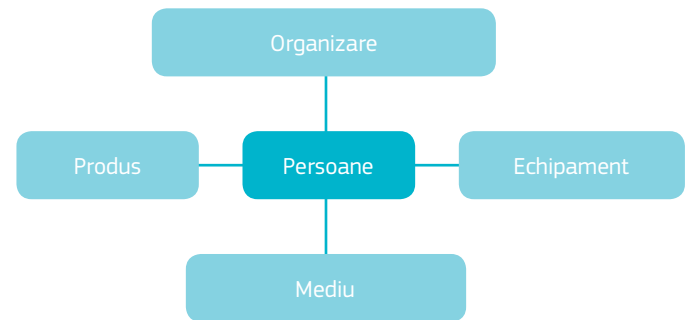 Organizare
Produs
Persoane
Echipament
Mediu